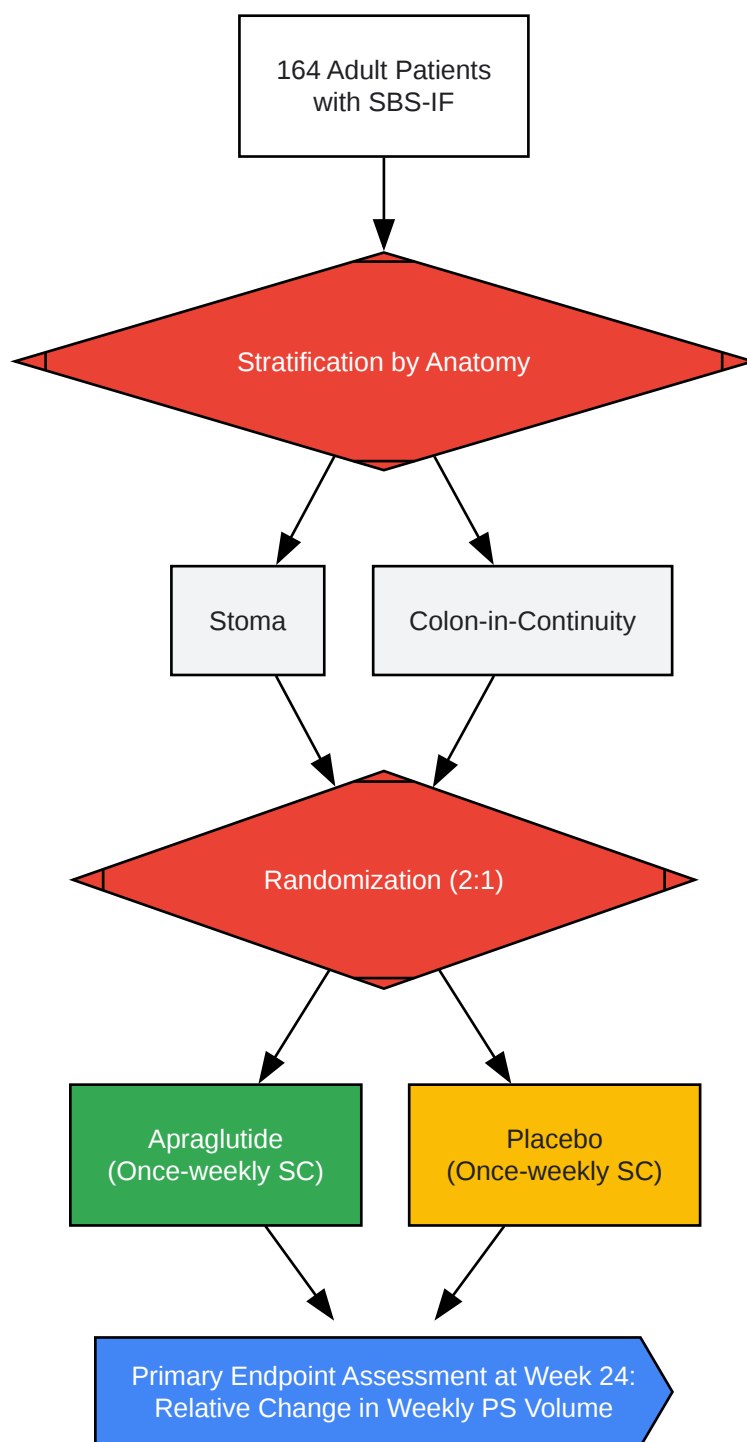 164 Adult Patients
with SBS-IF
Stratification by Anatomy
Stoma
Colon-in-Continuity
Randomization (2:1)
Apraglutide
(Once-weekly SC)
Placebo
(Once-weekly SC)
Primary Endpoint Assessment at Week 24:
Relative Change in Weekly PS Volume